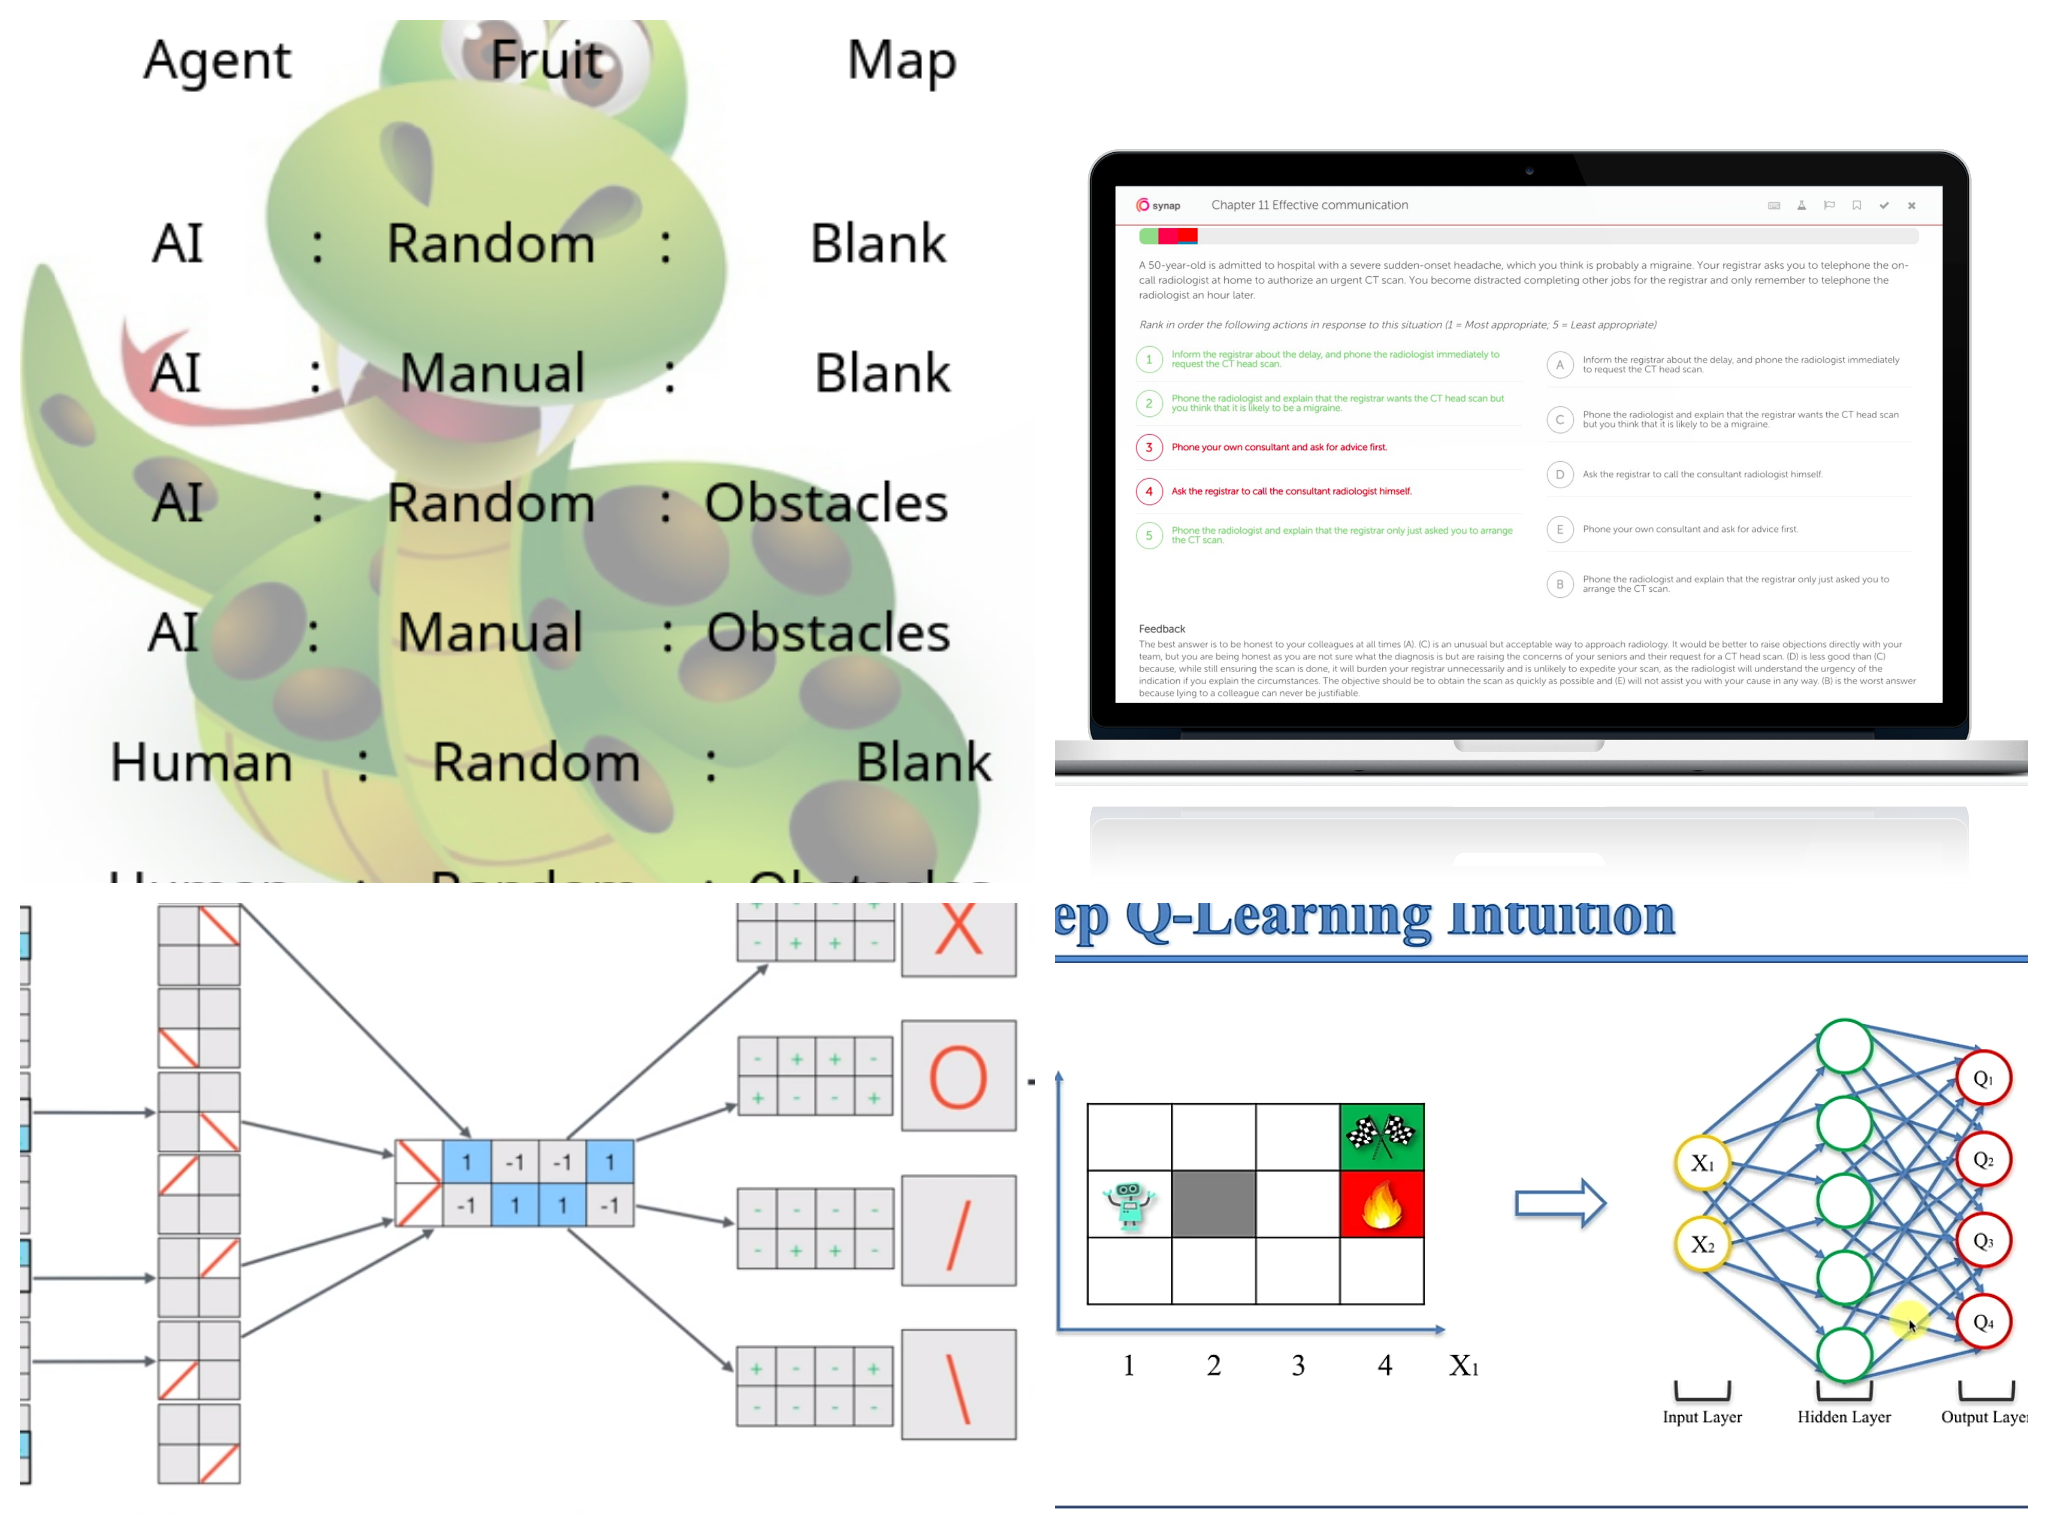 Agent Fruit Map
AI : Random : Blank
AI : Manual : Blank
AI : Random : Obstacles
AI : Manual : Obstacles
Human : Random : Blank
Human : Random : Obstacles
synap Chapter 11 Effective communication
A 50-year-old is admitted to hospital with a severe sudden-onset headache, which you think is probably a migraine. Your registrar asks you to telephone the on-
call radiologist at home to authorize an urgent CT scan. You become distracted completing other jobs for the registrar and only remember to telephone the
radiologist an hour later.
Rank in order the following actions in response to this situation (1 = Most appropriate; 5 = Least appropriate)
1 Inform the registrar about the delay, and phone the radiologist immediately to
request the CT head scan.
2 Phone the radiologist and explain that the registrar wants the CT head scan but
you think that it is likely to be a migraine.
3 Phone your own consultant and ask for advice first.
4 Ask the registrar to call the consultant radiologist himself.
5 Phone the radiologist and explain that the registrar only just asked you to arrange
the CT scan.
A Inform the registrar about the delay, and phone the radiologist immediately
to request the CT head scan.
C Phone the radiologist and explain that the registrar wants the CT head scan
but you think that it is likely to be a migraine.
D Ask the registrar to call the consultant radiologist himself.
E Phone your own consultant and ask for advice first.
B Phone the radiologist and explain that the registrar only just asked you to
arrange the CT scan.
Feedback
The best answer is to be honest to your colleagues at all times (A). (C) is an unusual but acceptable way to approach radiology. It would be better to raise objections directly with your
team, but you are being honest as you are not sure what the diagnosis is but are raising the concerns of your seniors and their request for a CT head scan. (D) is less good than (C)
because, while still ensuring the scan is done, it will burden your registrar unnecessarily and is unlikely to expedite your scan, as the radiologist will understand the urgency of the
indication if you explain the circumstances. The objective should be to obtain the scan as quickly as possible and (E) will not assist you with your cause in any way. (B) is the worst answer
because lying to a colleague can never be justifiable.
+ - - +
- + + -
X
- + + -
+ - - +
O
1 -1 -1 1
-1 1 1 -1
- - - -
- + + -
/
+ - - +
- - - -
\
ep Q-Learning Intuition
1 2 3 4 X1
X1
X2
Q1
Q2
Q3
Q4
Input Layer Hidden Layer Output Layer